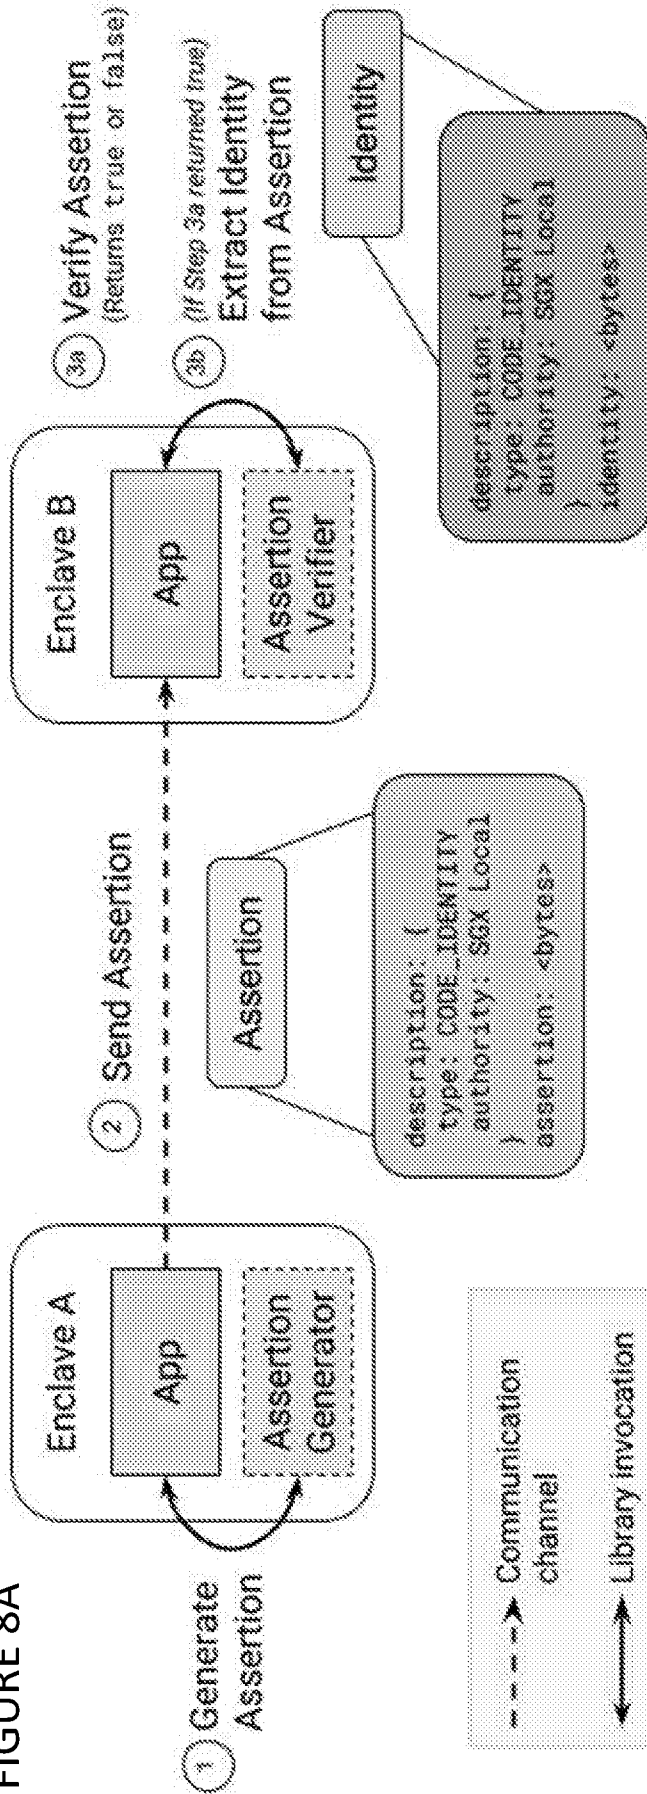 FIGURE 8A
1
Generate
Assertion
Enclave A
App
Assertion
Generator
2
Send Assertion
Assertion
description: {
type: CODE_IDENTITY
authority: SGX Local
}
assertion: <bytes>
Enclave B
App
Assertion
Verifier
3a
Verify Assertion
(Returns true or false)
3b
(If Step 3a returned true)
Extract Identity
from Assertion
Identity
description: {
type: CODE_IDENTITY
authority: SGX Local
}
identity: <bytes>
Communication
channel
Library invocation